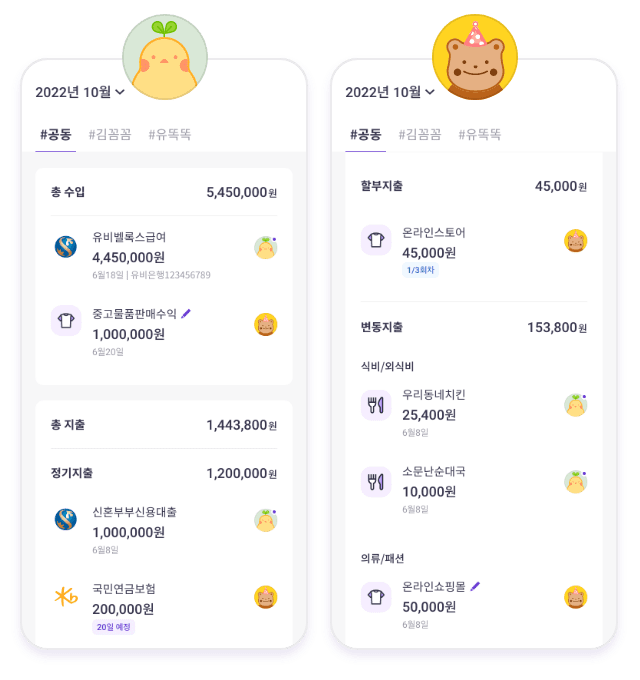 2022년 10월
#공동 #김꼼꼼 #유똑똑
총 수입 5,450,000원
유비벨록스급여
4,450,000원
6월18일 | 유비은행123456789
중고물품판매수익
1,000,000원
6월20일
총 지출 1,443,800원
정기지출 1,200,000원
신혼부부신용대출
1,000,000원
6월8일
국민연금보험
200,000원
20일 예정
2022년 10월
#공동 #김꼼꼼 #유똑똑
할부지출 45,000원
온라인스토어
45,000원
1/3회차
변동지출 153,800원
식비/외식비
우리동네치킨
25,400원
6월8일
소문난순대국
10,000원
6월8일
의류/패션
온라인쇼핑몰
50,000원
6월8일